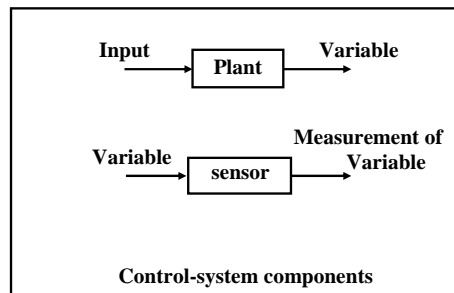 Input
Plant
Variable
Variable
sensor
Measurement of
Variable
Control-system components